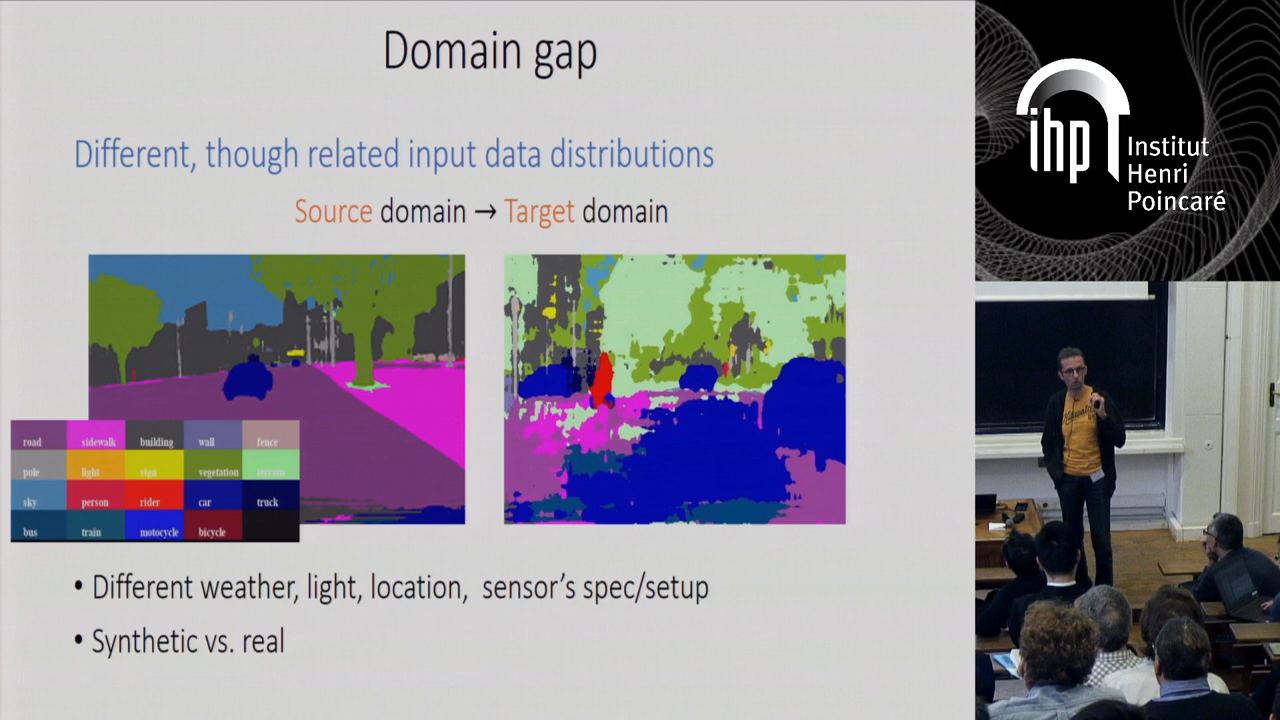 Domain gap
Different, though related input data distributions
Source domain → Target domain
road sidewalk building wall fence
pole light sign vegetation terrain
sky person rider car truck
bus train motocycle bicycle
• Different weather, light, location, sensor's spec/setup
• Synthetic vs. real
ihp Institut
Henri
Poincaré